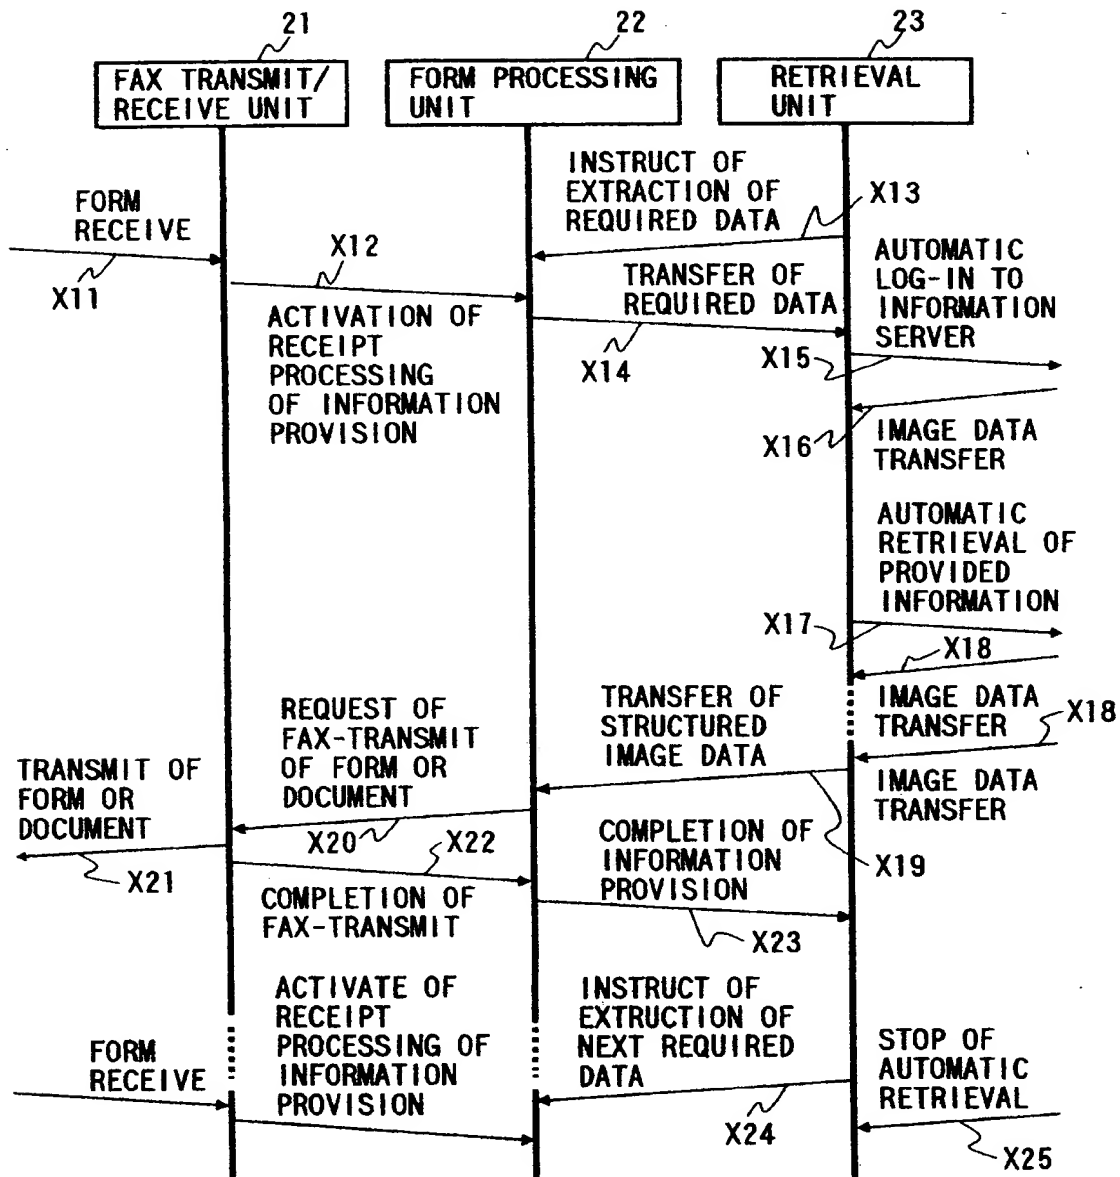 21
22
23
FAX TRANSMIT/
RECEIVE UNIT
FORM PROCESSING
UNIT
RETRIEVAL
UNIT
INSTRUCT OF
EXTRACTION OF
REQUIRED DATA
X13
FORM
RECEIVE
X11
X12
ACTIVATION OF
RECEIPT
PROCESSING
OF INFORMATION
PROVISION
TRANSFER OF
REQUIRED DATA
X14
AUTOMATIC
LOG-IN TO
INFORMATION
SERVER
X15
X16
IMAGE DATA
TRANSFER
AUTOMATIC
RETRIEVAL OF
PROVIDED
INFORMATION
X17
X18
IMAGE DATA
TRANSFER
X18
IMAGE DATA
TRANSFER
TRANSFER OF
STRUCTURED
IMAGE DATA
X19
REQUEST OF
FAX-TRANSMIT
OF FORM OR
DOCUMENT
X20
TRANSMIT OF
FORM OR
DOCUMENT
X21
X22
COMPLETION OF
FAX-TRANSMIT
COMPLETION OF
INFORMATION
PROVISION
X23
ACTIVATE OF
RECEIPT
PROCESSING OF
INFORMATION
PROVISION
FORM
RECEIVE
INSTRUCT OF
EXTRUCTION OF
NEXT REQUIRED
DATA
X24
STOP OF
AUTOMATIC
RETRIEVAL
X25